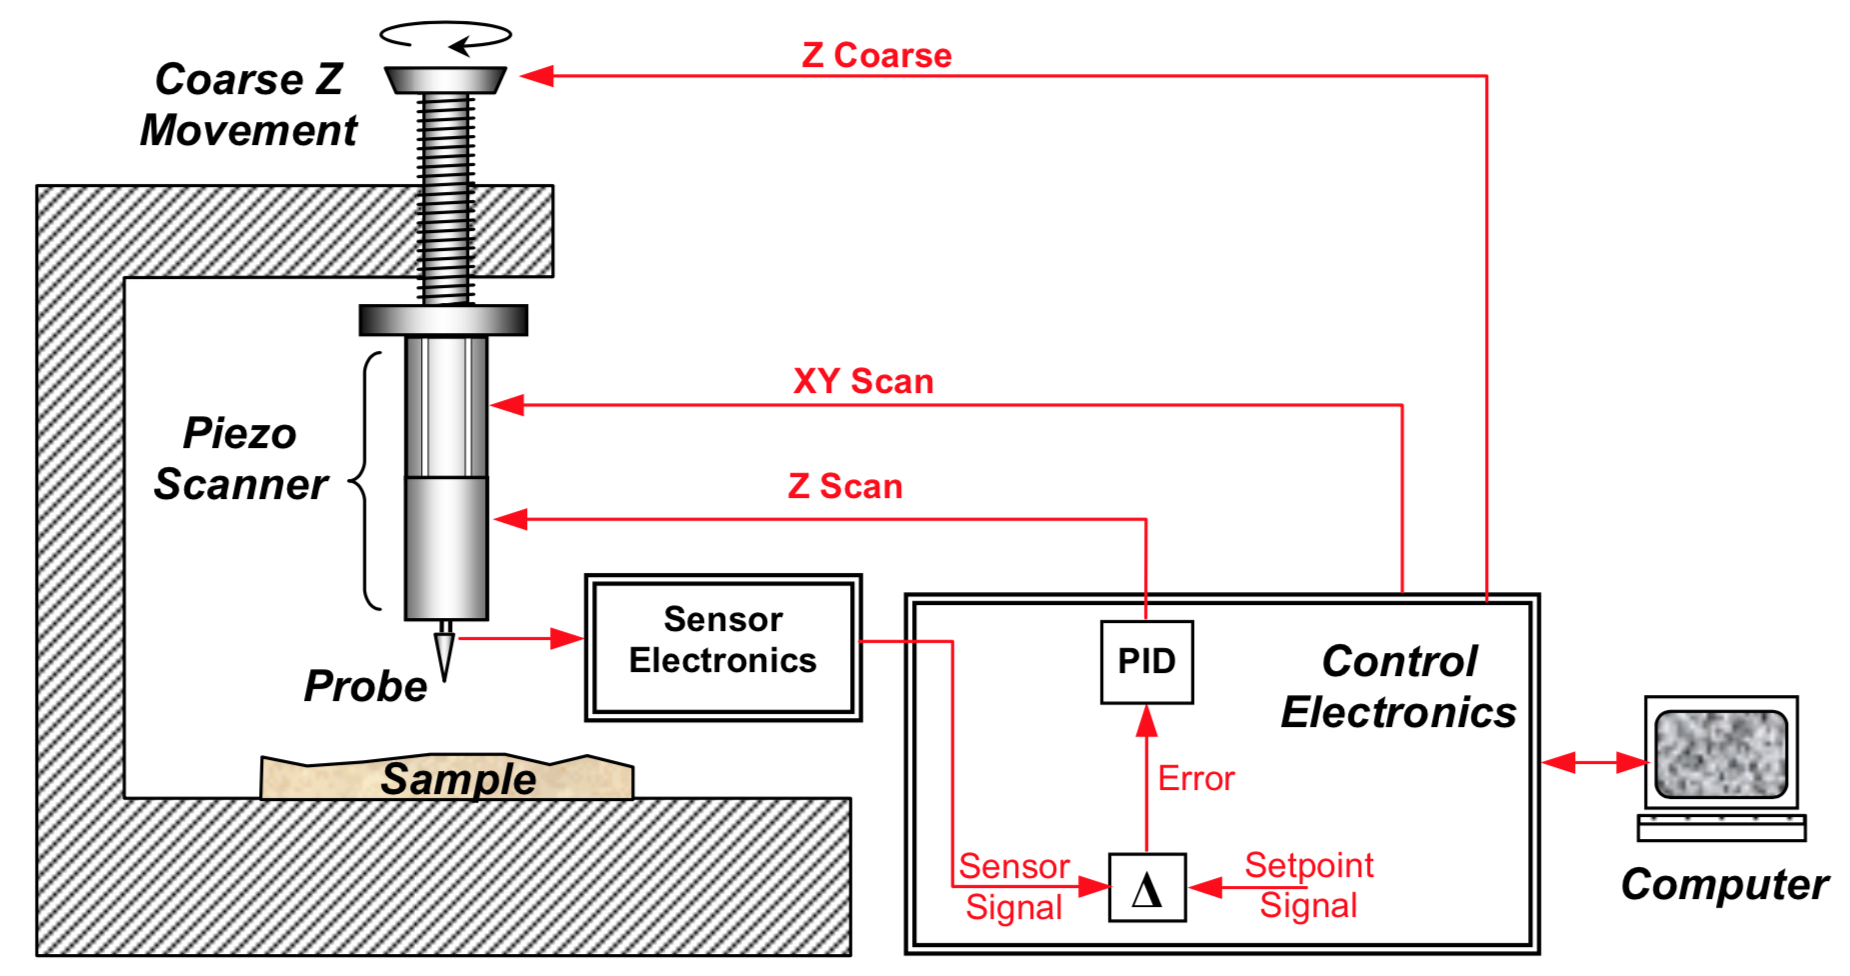 Z Coarse
Coarse Z
Movement
XY Scan
Piezo
Scanner
Z Scan
Sensor
Electronics
Probe
PID
Control
Electronics
Sample
Error
Sensor
Signal
Δ
Setpoint
Signal
Computer